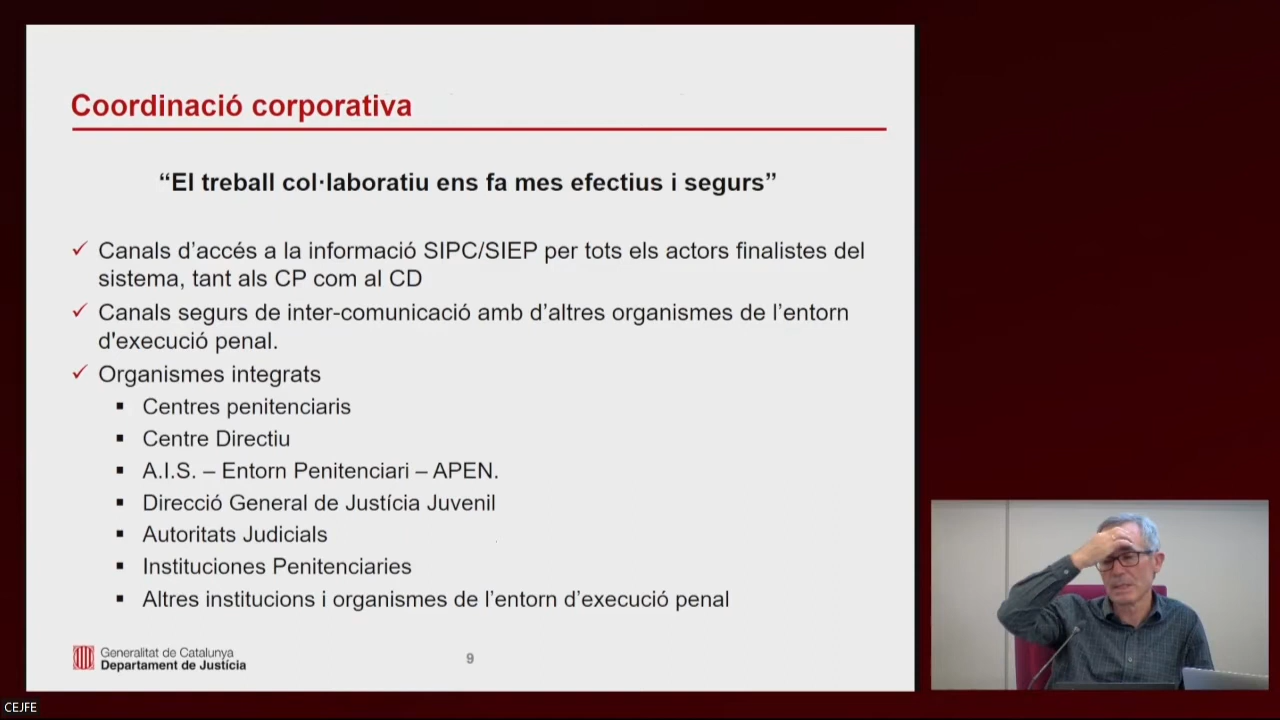 Coordinació corporativa
“El treball col·laboratiu ens fa mes efectius i segurs”
✓ Canals d’accés a la informació SIPC/SIEP per tots els actors finalistes del
sistema, tant als CP com al CD
✓ Canals segurs de inter-comunicació amb d’altres organismes de l’entorn
d'execució penal.
✓ Organismes integrats
▪ Centres penitenciaris
▪ Centre Directiu
▪ A.I.S. – Entorn Penitenciari – APEN.
▪ Direcció General de Justícia Juvenil
▪ Autoritats Judicials
▪ Instituciones Penitenciaries
▪ Altres institucions i organismes de l’entorn d’execució penal
Generalitat de Catalunya
Departament de Justícia
9
CEJFE